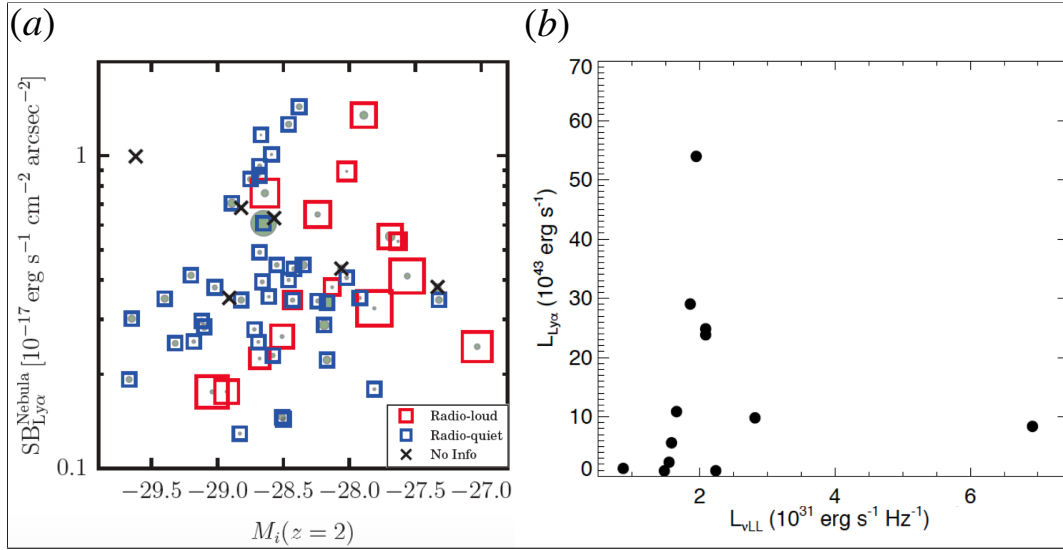 (a)
(b)
SB^Nebula_Lyα [10^−17 erg s^−1 cm^−2 arcsec^−2]
1
0.1
−29.5 −29.0 −28.5 −28.0 −27.5 −27.0
M_i(z = 2)
Radio-loud
Radio-quiet
No Info
L_Lyα (10^43 erg s^-1)
70
60
50
40
30
20
10
0
2 4 6
L_νLL (10^31 erg s^-1 Hz^-1)